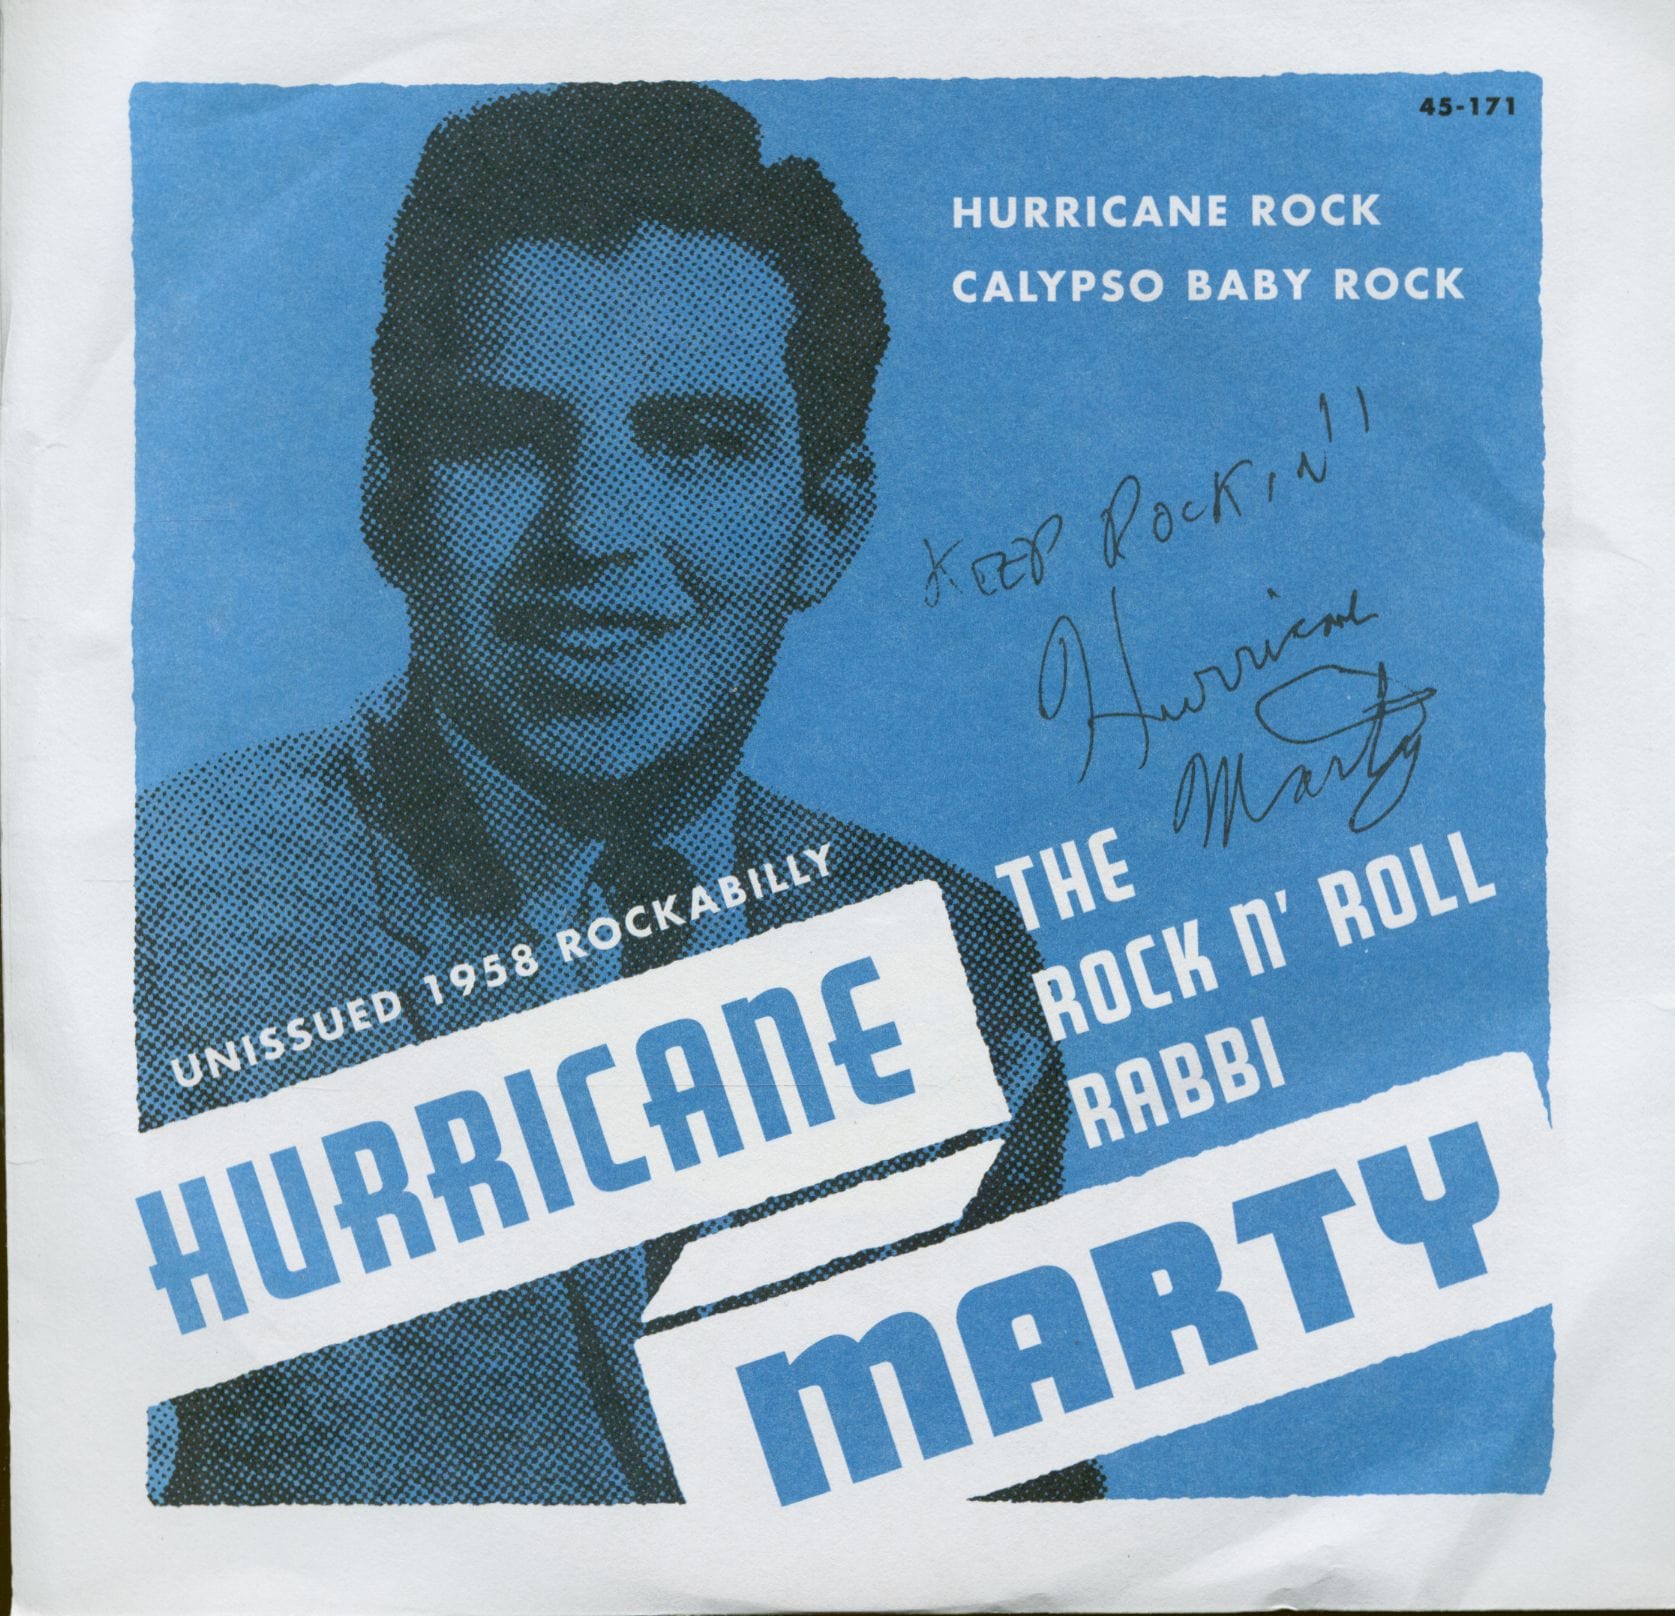 45-171
HURRICANE ROCK
CALYPSO BABY ROCK
KEEP ROCKIN'!!
Hurricane
Marty
UNISSUED 1958 ROCKABILLY
HURRICANE
THE
ROCK N' ROLL
RABBI
MARTY